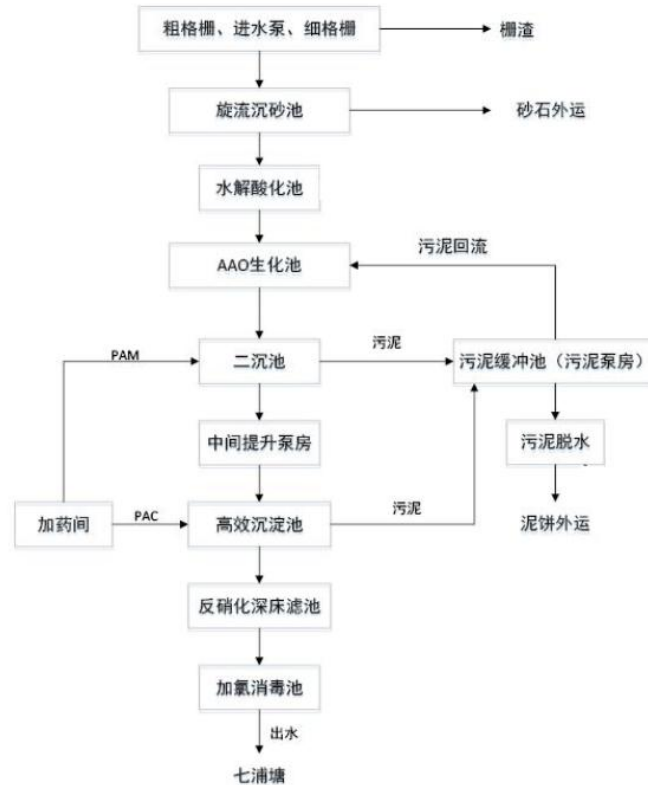 粗格栅、进水泵、细格栅
栅渣
旋流沉砂池
砂石外运
水解酸化池
AAO生化池
污泥回流
PAM
二沉池
污泥
污泥缓冲池（污泥泵房）
中间提升泵房
污泥脱水
加药间
PAC
高效沉淀池
污泥
泥饼外运
反硝化深床滤池
加氯消毒池
出水
七浦塘